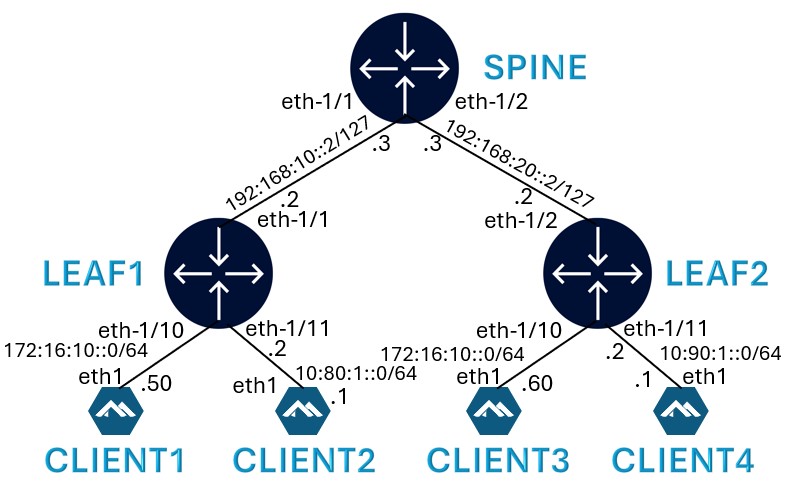 SPINE
eth-1/1
eth-1/2
192:168:10::2/127
192:168:20::2/127
.3
.3
.2
.2
eth-1/1
eth-1/2
LEAF1
LEAF2
eth-1/10
eth-1/11
eth-1/10
eth-1/11
172:16:10::0/64
.2
172:16:10::0/64
.2
10:80:1::0/64
10:90:1::0/64
eth1
.50
eth1
.1
eth1
.60
.1
eth1
CLIENT1
CLIENT2
CLIENT3
CLIENT4